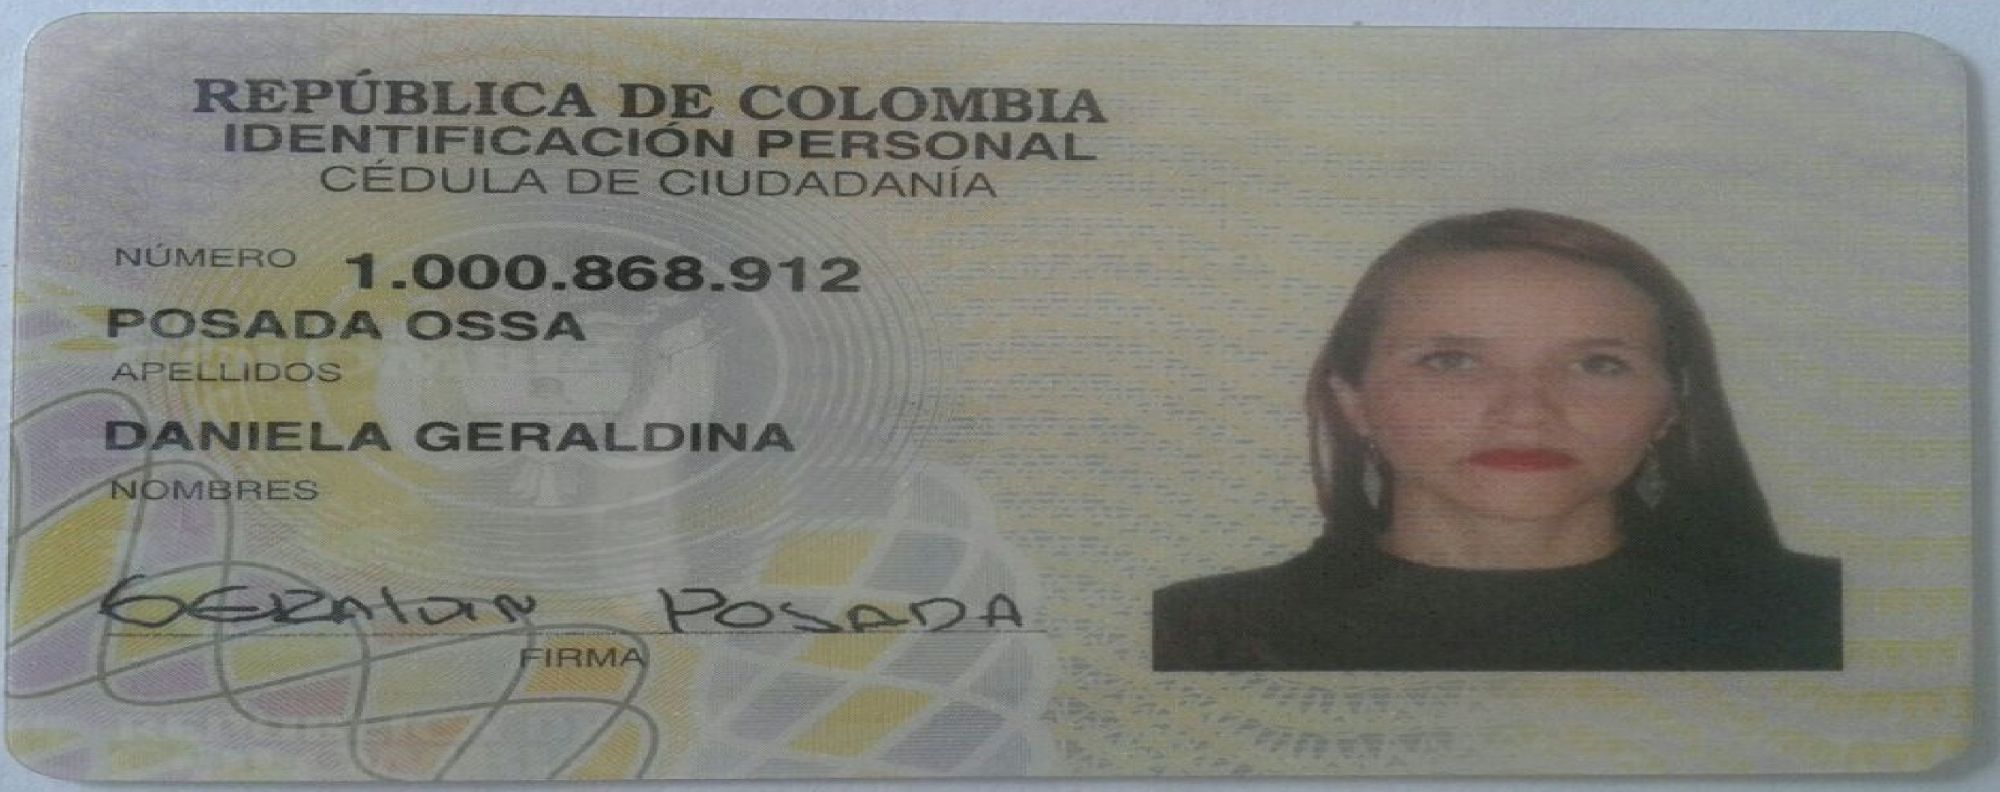 REPÚBLICA DE COLOMBIA
IDENTIFICACIÓN PERSONAL
CÉDULA DE CIUDADANÍA
NÚMERO 1.000.868.912
POSADA OSSA
APELLIDOS
DANIELA GERALDINA
NOMBRES
GERALDIN POSADA
FIRMA